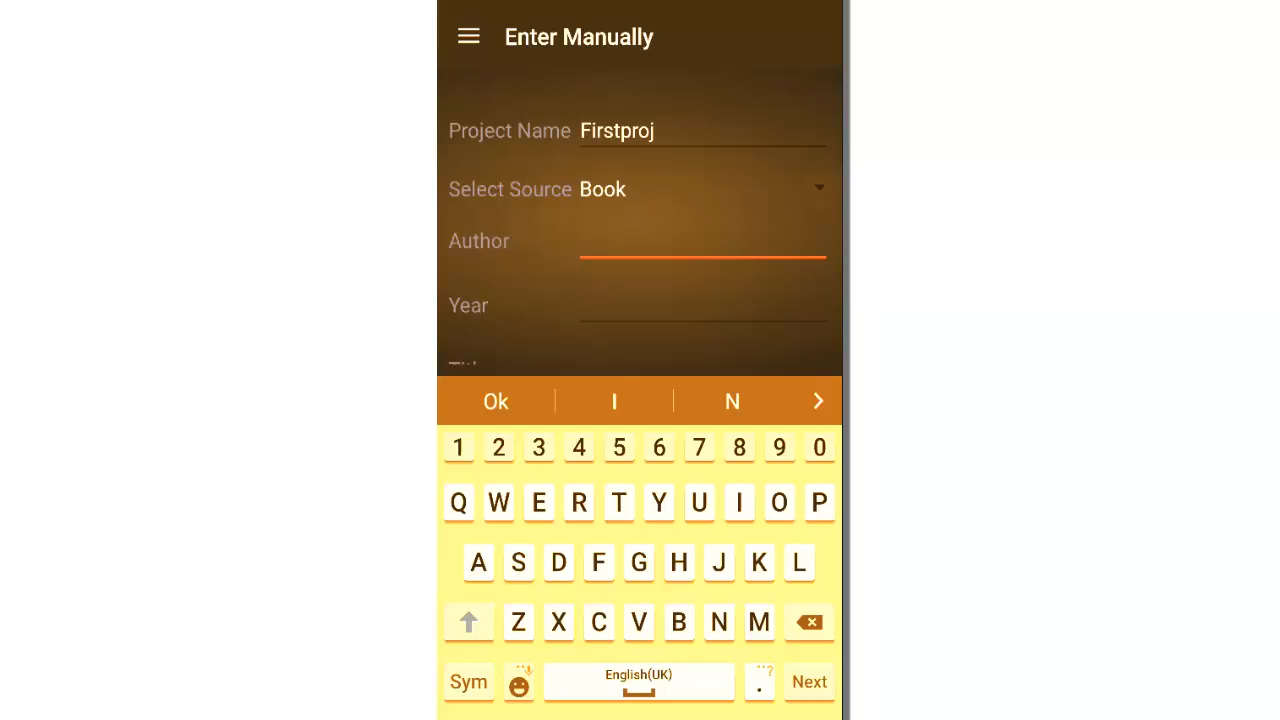 Enter Manually
Project Name Firstproj
Select Source Book
Author
Year
Ok I N
1 2 3 4 5 6 7 8 9 0
Q W E R T Y U I O P
A S D F G H J K L
Z X C V B N M
Sym English(UK) . Next